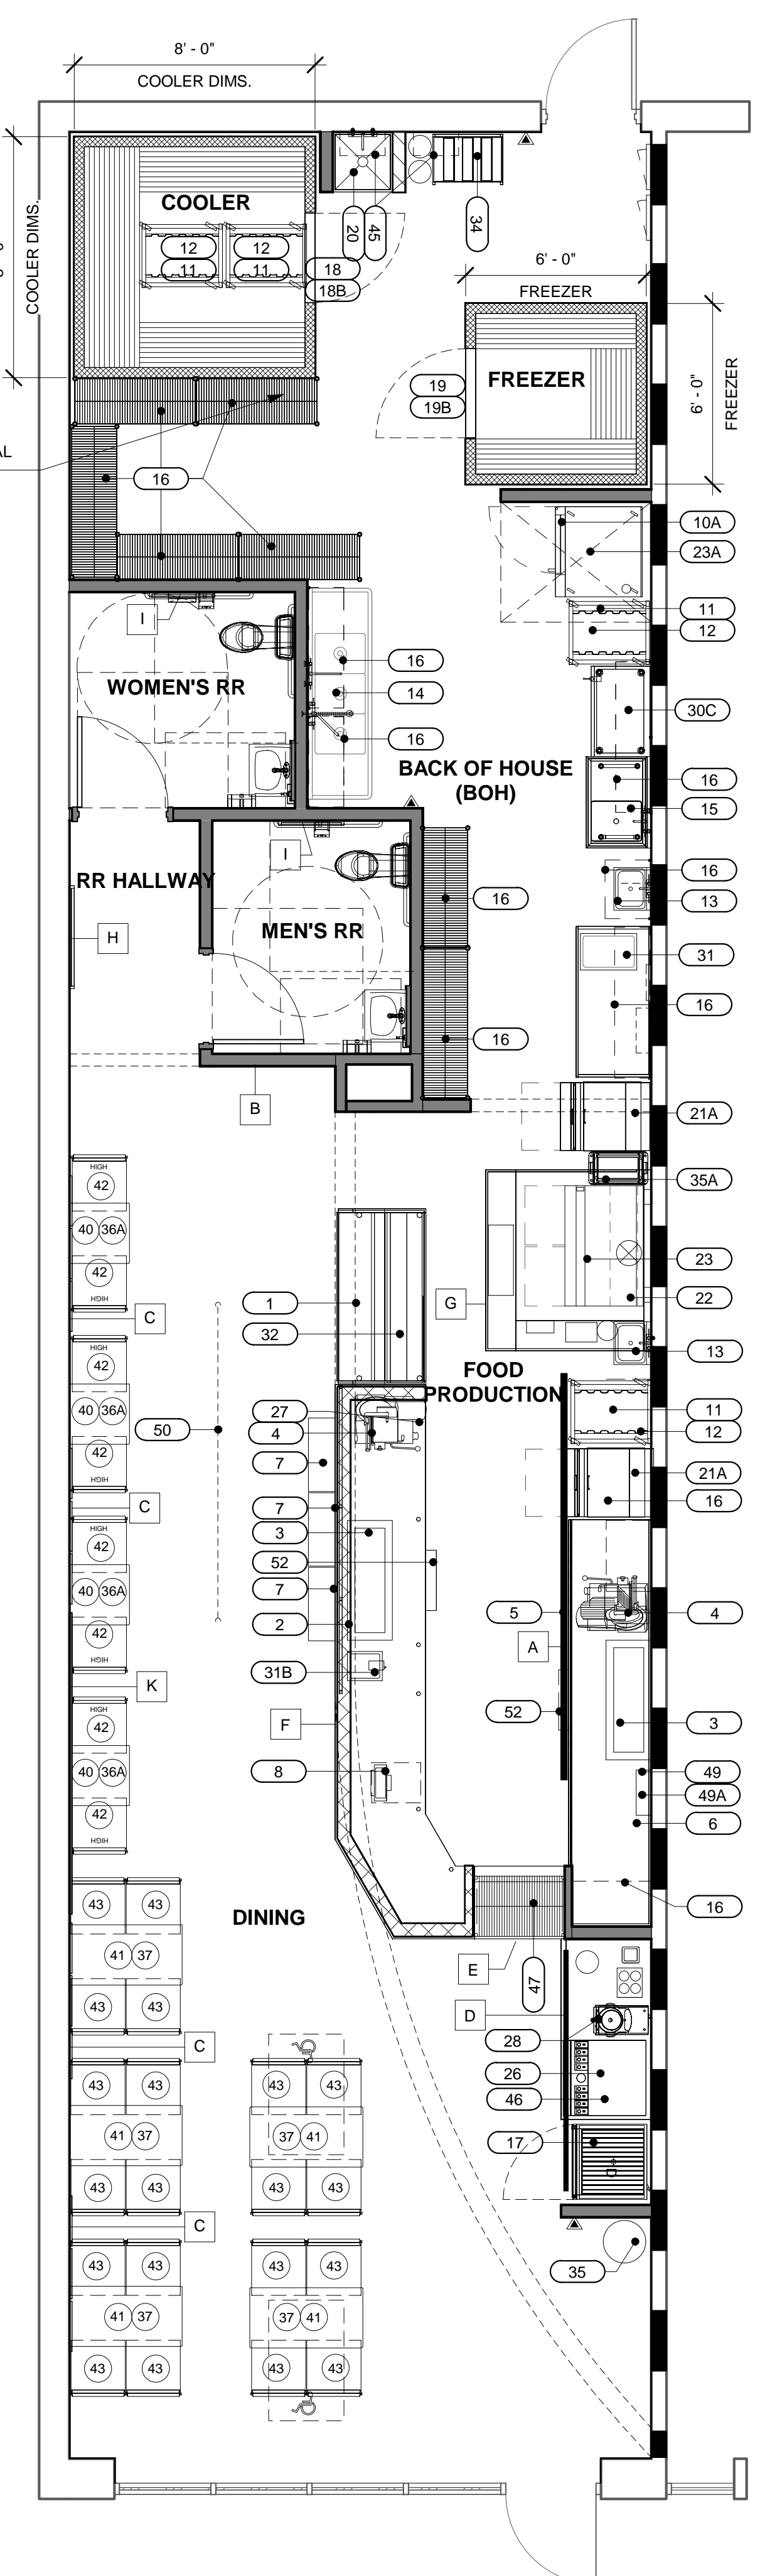 8' - 0"
COOLER DIMS.
COOLER DIMS.
COOLER
12
12
11
11
18
18B
20
45
34
6' - 0"
FREEZER
FREEZER
19
19B
6' - 0"
FREEZER
AL
16
10A
23A
11
12
I
WOMEN'S RR
16
14
16
30C
BACK OF HOUSE
(BOH)
16
15
I
RR HALLWAY
16
13
16
MEN'S RR
H
31
16
16
B
21A
HIGH
42
40
36A
42
HIGH
35A
23
22
1
32
G
C
13
FOOD
PRODUCTION
42
40
36A
42
HIGH
50
27
4
7
11
12
21A
16
C
7
3
52
7
2
HIGH
42
40
36A
42
HIGH
5
4
A
31B
K
52
3
F
HIGH
42
40
36A
42
HIGH
8
49
49A
6
16
43
43
41
37
43
43
DINING
E
47
D
28
26
46
17
C
43
43
41
37
43
43
43
43
37
41
43
43
C
35
43
43
41
37
43
43
43
43
37
41
43
43